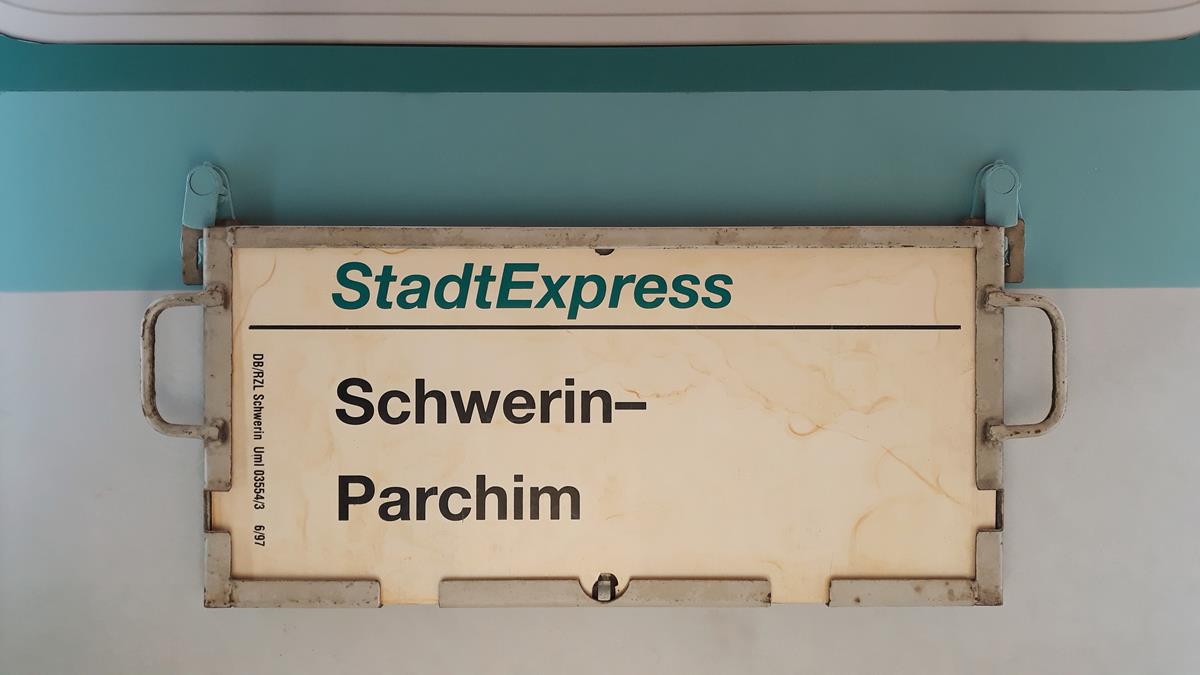 StadtExpress
Schwerin–
Parchim
DB/RZL Schwerin Uml 03554/3 6/97